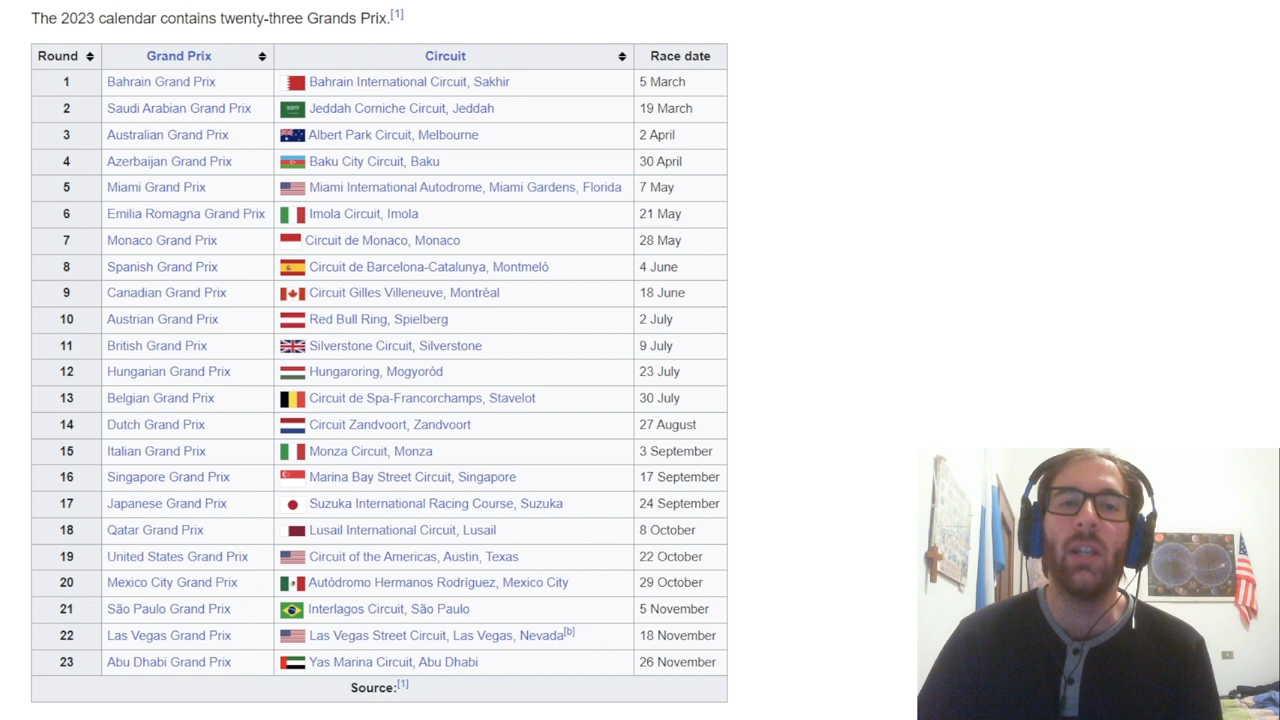 The 2023 calendar contains twenty-three Grands Prix.[1]
Round Grand Prix Circuit Race date
1 Bahrain Grand Prix Bahrain International Circuit, Sakhir 5 March
2 Saudi Arabian Grand Prix Jeddah Corniche Circuit, Jeddah 19 March
3 Australian Grand Prix Albert Park Circuit, Melbourne 2 April
4 Azerbaijan Grand Prix Baku City Circuit, Baku 30 April
5 Miami Grand Prix Miami International Autodrome, Miami Gardens, Florida 7 May
6 Emilia Romagna Grand Prix Imola Circuit, Imola 21 May
7 Monaco Grand Prix Circuit de Monaco, Monaco 28 May
8 Spanish Grand Prix Circuit de Barcelona-Catalunya, Montmeló 4 June
9 Canadian Grand Prix Circuit Gilles Villeneuve, Montréal 18 June
10 Austrian Grand Prix Red Bull Ring, Spielberg 2 July
11 British Grand Prix Silverstone Circuit, Silverstone 9 July
12 Hungarian Grand Prix Hungaroring, Mogyoród 23 July
13 Belgian Grand Prix Circuit de Spa-Francorchamps, Stavelot 30 July
14 Dutch Grand Prix Circuit Zandvoort, Zandvoort 27 August
15 Italian Grand Prix Monza Circuit, Monza 3 September
16 Singapore Grand Prix Marina Bay Street Circuit, Singapore 17 September
17 Japanese Grand Prix Suzuka International Racing Course, Suzuka 24 September
18 Qatar Grand Prix Lusail International Circuit, Lusail 8 October
19 United States Grand Prix Circuit of the Americas, Austin, Texas 22 October
20 Mexico City Grand Prix Autódromo Hermanos Rodríguez, Mexico City 29 October
21 São Paulo Grand Prix Interlagos Circuit, São Paulo 5 November
22 Las Vegas Grand Prix Las Vegas Street Circuit, Las Vegas, Nevada[b] 18 November
23 Abu Dhabi Grand Prix Yas Marina Circuit, Abu Dhabi 26 November
Source:[1]